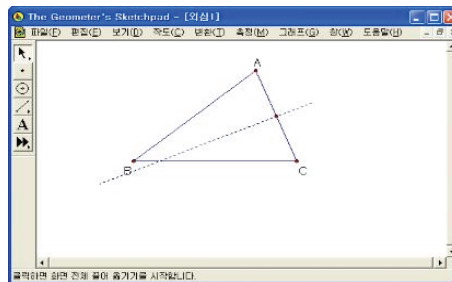 The Geometer's Sketchpad - [외심1]
파일(F) 편집(E) 보기(D) 작도(C) 변환(T) 측정(M) 그래프(G) 창(W) 도움말(H)
A
B
C
A
클릭하면 화면 전체 끌어 옮기기를 시작합니다.